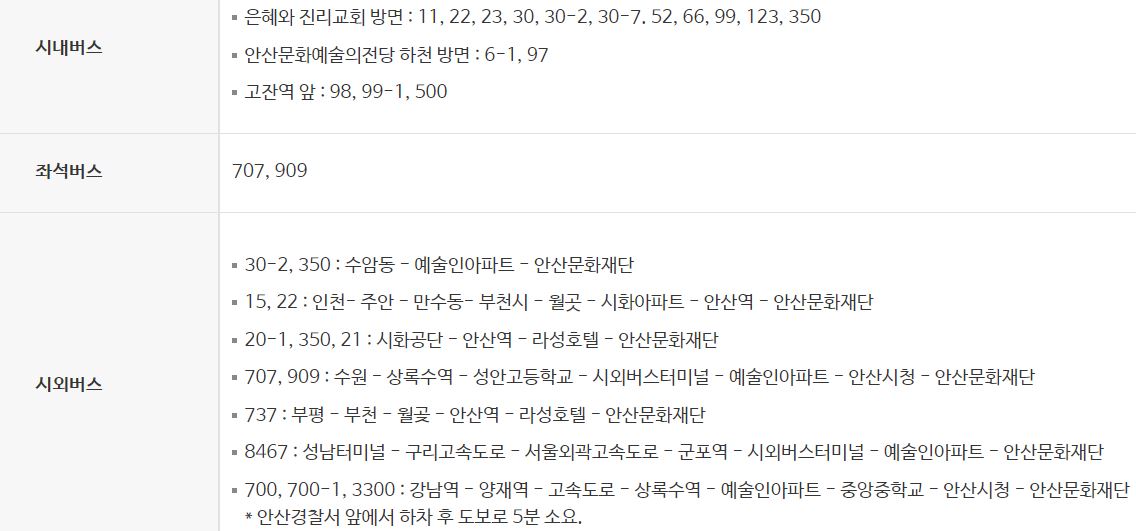 시내버스
▪ 은혜와 진리교회 방면 : 11, 22, 23, 30, 30-2, 30-7. 52, 66, 99, 123, 350
▪ 안산문화예술의전당 하천 방면 : 6-1, 97
▪ 고잔역 앞 : 98, 99-1, 500
좌석버스
707, 909
시외버스
▪ 30-2, 350 : 수암동 - 예술인아파트 - 안산문화재단
▪ 15, 22 : 인천- 주안 - 만수동- 부천시 - 월곳 - 시화아파트 - 안산역 - 안산문화재단
▪ 20-1, 350, 21 : 시화공단 - 안산역 - 라성호텔 - 안산문화재단
▪ 707, 909 : 수원 - 상록수역 - 성안고등학교 - 시외버스터미널 - 예술인아파트 - 안산시청 - 안산문화재단
▪ 737 : 부평 - 부천 - 월곶 - 안산역 - 라성호텔 - 안산문화재단
▪ 8467 : 성남터미널 - 구리고속도로 - 서울외곽고속도로 - 군포역 - 시외버스터미널 - 예술인아파트 - 안산문화재단
▪ 700, 700-1, 3300 : 강남역 - 양재역 - 고속도로 - 상록수역 - 예술인아파트 - 중앙중학교 - 안산시청 - 안산문화재단
* 안산경찰서 앞에서 하차 후 도보로 5분 소요.